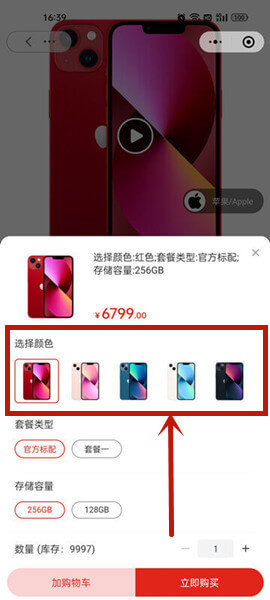 16:39
苹果/Apple
选择颜色:红色;套餐类型:官方标配;
存储容量:256GB
¥6799.00
选择颜色
套餐类型
官方标配 套餐一
存储容量
256GB 128GB
数量 (库存：9997) 1
加购物车 立即购买